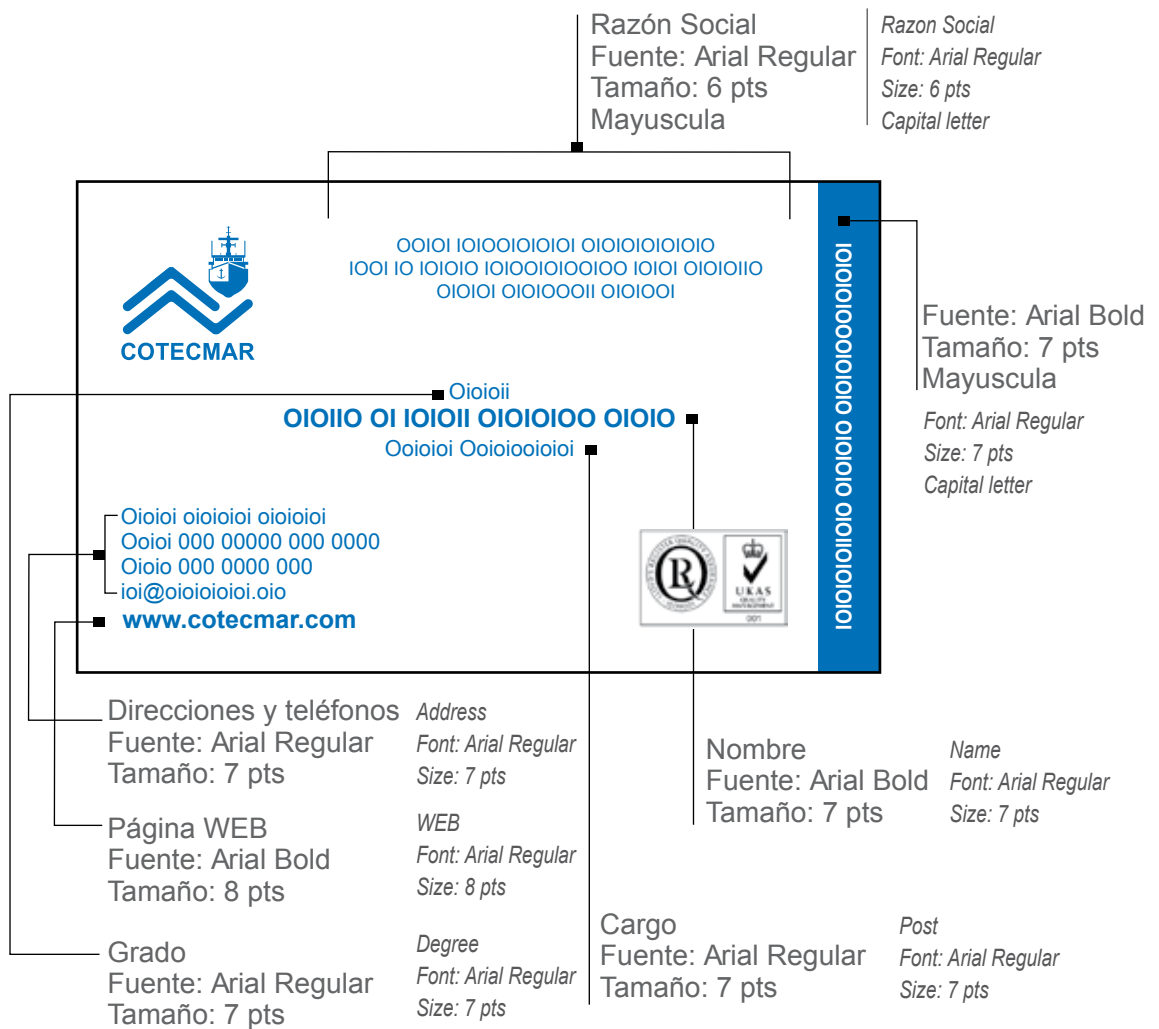 Razón Social
Fuente: Arial Regular
Tamaño: 6 pts
Mayuscula
Razon Social
Font: Arial Regular
Size: 6 pts
Capital letter
OOIOI IOIOOIOIOIOI OIOIOIOIOIOIO
IOOI IO IOIOIO IOIOOIOIOOIOO IOIOI OIOIOIIO
OIOIOI OIOIOOOII OIOIOOI
COTECMAR
Fuente: Arial Bold
Tamaño: 7 pts
Mayuscula
Font: Arial Regular
Size: 7 pts
Capital letter
Oioioii
OIOIIO OI IOIOII OIOIOIOO OIOIO
Ooioioi Ooioiooioioi
Oioioi oioioioi oioioioi
Ooioi 000 00000 000 0000
Oioio 000 0000 000
ioi@oioioioioi.oio
www.cotecmar.com
UKAS
QUALITY
MANAGEMENT
001
Direcciones y teléfonos
Fuente: Arial Regular
Tamaño: 7 pts
Address
Font: Arial Regular
Size: 7 pts
Nombre
Fuente: Arial Bold
Tamaño: 7 pts
Name
Font: Arial Regular
Size: 7 pts
Página WEB
Fuente: Arial Bold
Tamaño: 8 pts
WEB
Font: Arial Regular
Size: 8 pts
Grado
Fuente: Arial Regular
Tamaño: 7 pts
Degree
Font: Arial Regular
Size: 7 pts
Cargo
Fuente: Arial Regular
Tamaño: 7 pts
Post
Font: Arial Regular
Size: 7 pts